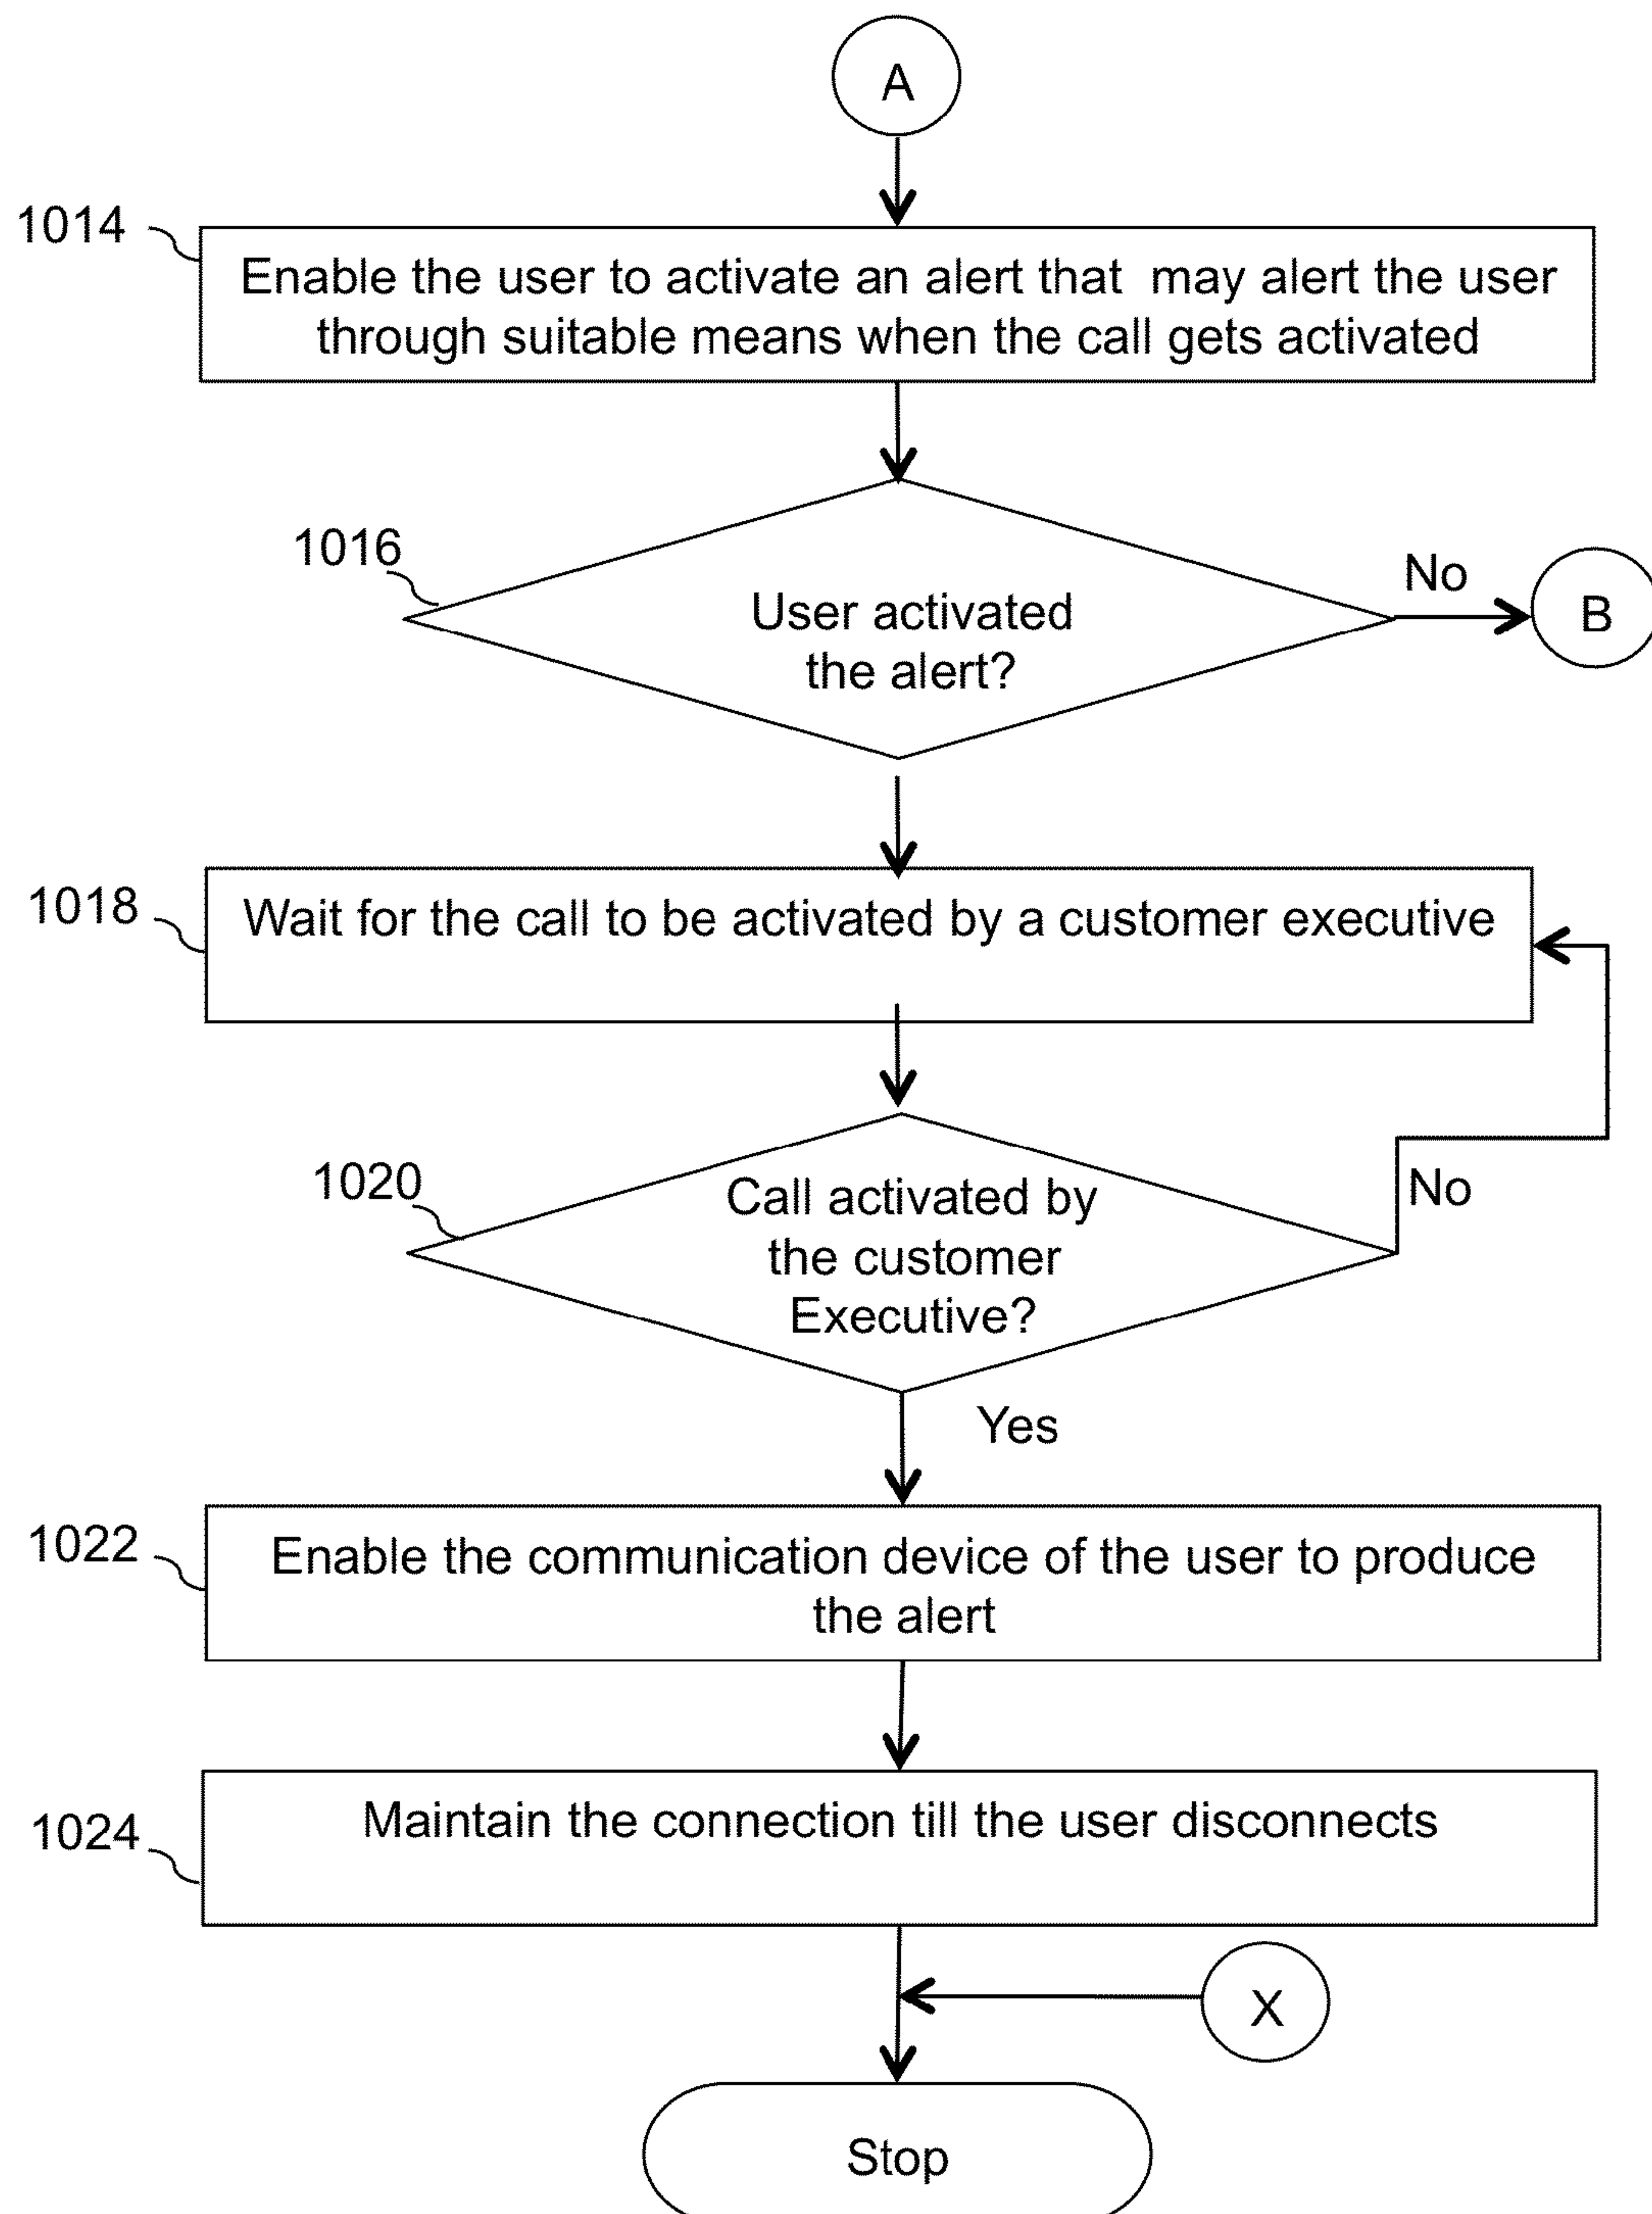 A
1014
Enable the user to activate an alert that may alert the user
through suitable means when the call gets activated
1016
User activated
the alert?
No
B
1018
Wait for the call to be activated by a customer executive
1020
Call activated by
the customer
Executive?
No
Yes
1022
Enable the communication device of the user to produce
the alert
1024
Maintain the connection till the user disconnects
X
Stop